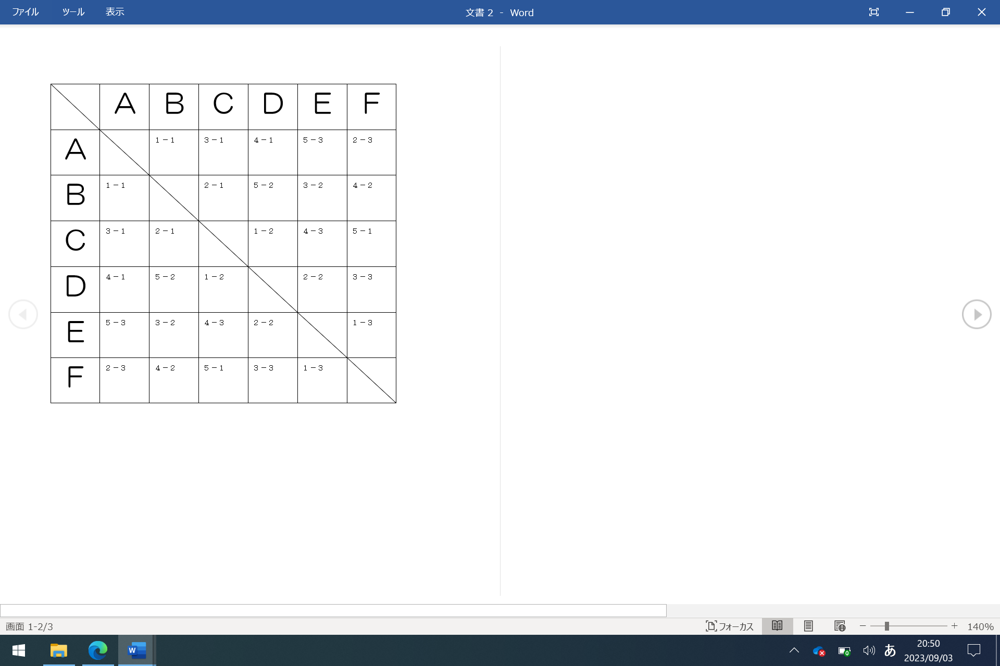 ファイル ツール 表示 文書 2 - Word
A B C D E F
A 1－1 3－1 4－1 5－3 2－3
B 1－1 2－1 5－2 3－2 4－2
C 3－1 2－1 1－2 4－3 5－1
D 4－1 5－2 1－2 2－2 3－3
E 5－3 3－2 4－3 2－2 1－3
F 2－3 4－2 5－1 3－3 1－3
画面 1-2/3 フォーカス 140%
W あ 20:50
2023/09/03